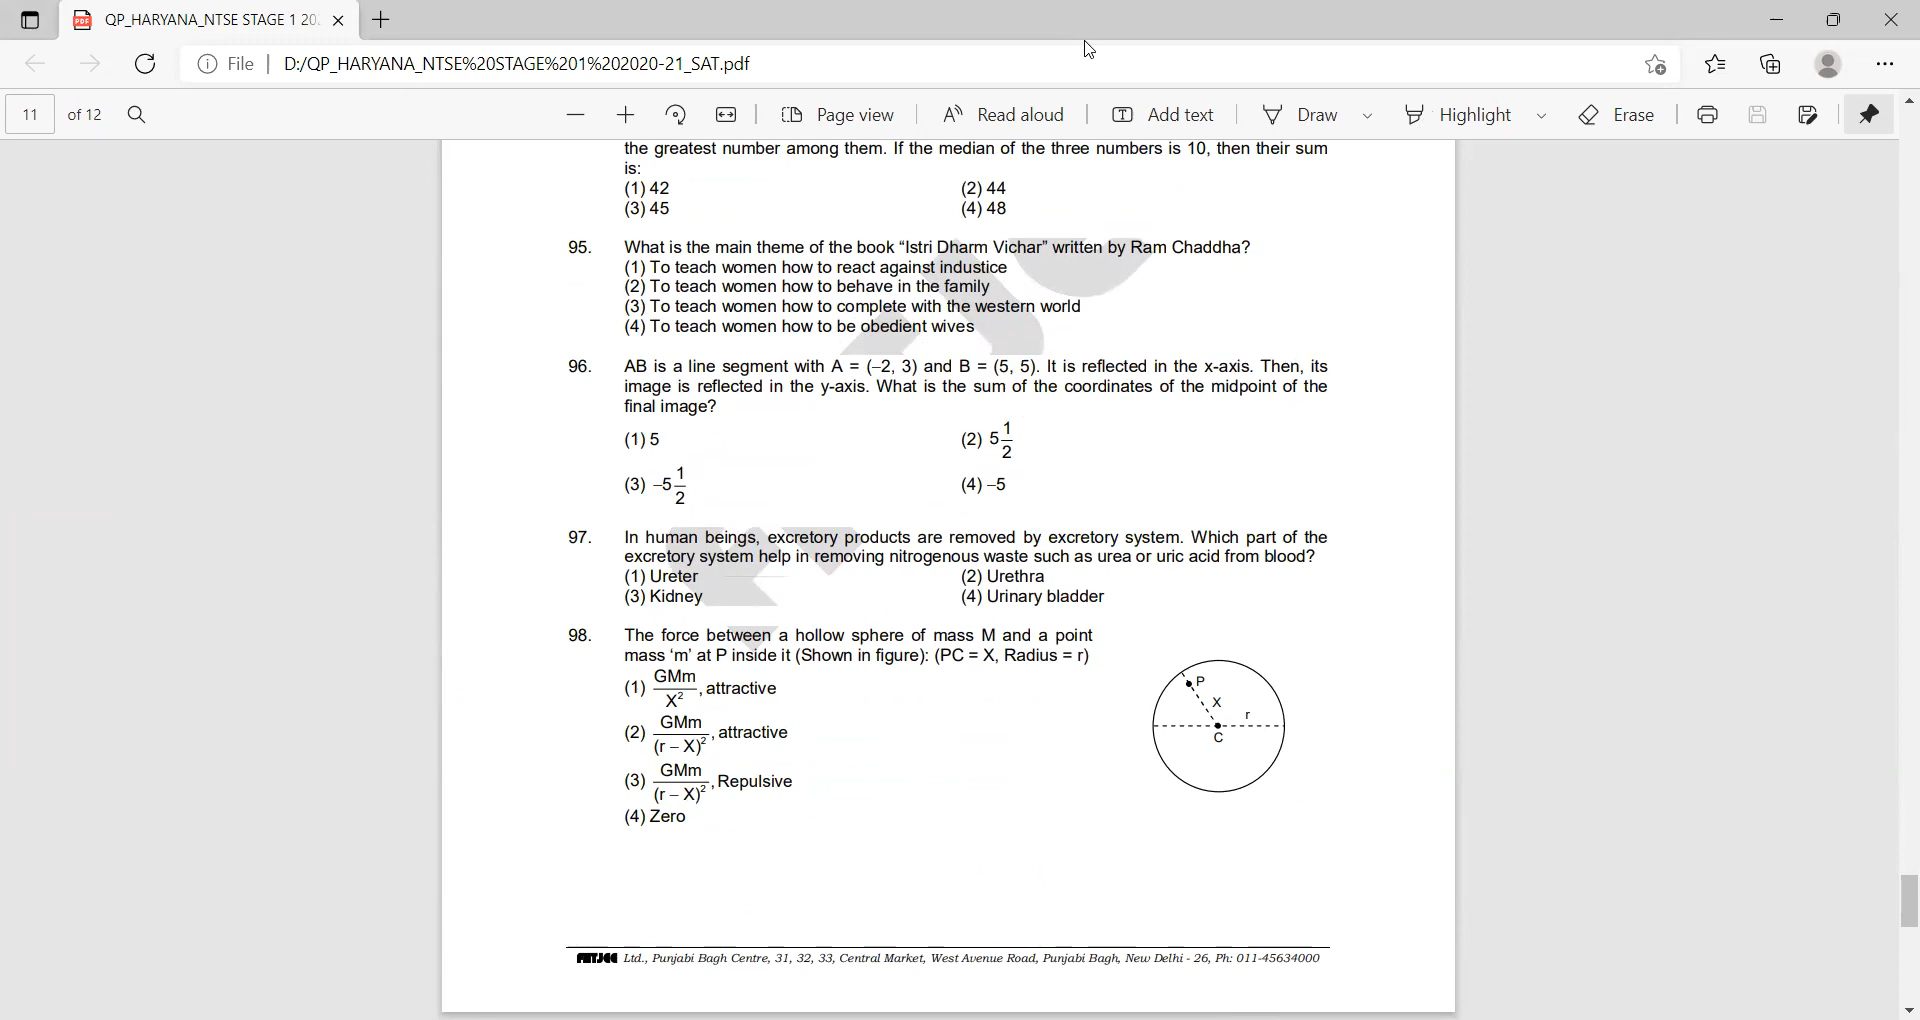 QP_HARYANA_NTSE STAGE 1 20
File | D:/QP_HARYANA_NTSE%20STAGE%201%202020-21_SAT.pdf
11 of 12 Page view Read aloud Add text Draw Highlight Erase
the greatest number among them. If the median of the three numbers is 10, then their sum
is:
(1) 42 (2) 44
(3) 45 (4) 48
95. What is the main theme of the book “Istri Dharm Vichar” written by Ram Chaddha?
(1) To teach women how to react against industice
(2) To teach women how to behave in the family
(3) To teach women how to complete with the western world
(4) To teach women how to be obedient wives
96. AB is a line segment with A = (–2, 3) and B = (5, 5). It is reflected in the x-axis. Then, its
image is reflected in the y-axis. What is the sum of the coordinates of the midpoint of the
final image?
(1) 5 (2) 5 1/2
(3) –5 1/2 (4) –5
97. In human beings, excretory products are removed by excretory system. Which part of the
excretory system help in removing nitrogenous waste such as urea or uric acid from blood?
(1) Ureter (2) Urethra
(3) Kidney (4) Urinary bladder
98. The force between a hollow sphere of mass M and a point
mass ‘m’ at P inside it (Shown in figure): (PC = X, Radius = r)
(1) GMm/X², attractive
(2) GMm/(r – X)², attractive
(3) GMm/(r – X)², Repulsive
(4) Zero
P
X
r
C
FIITJEE Ltd., Punjabi Bagh Centre, 31, 32, 33, Central Market, West Avenue Road, Punjabi Bagh, New Delhi - 26, Ph: 011-45634000